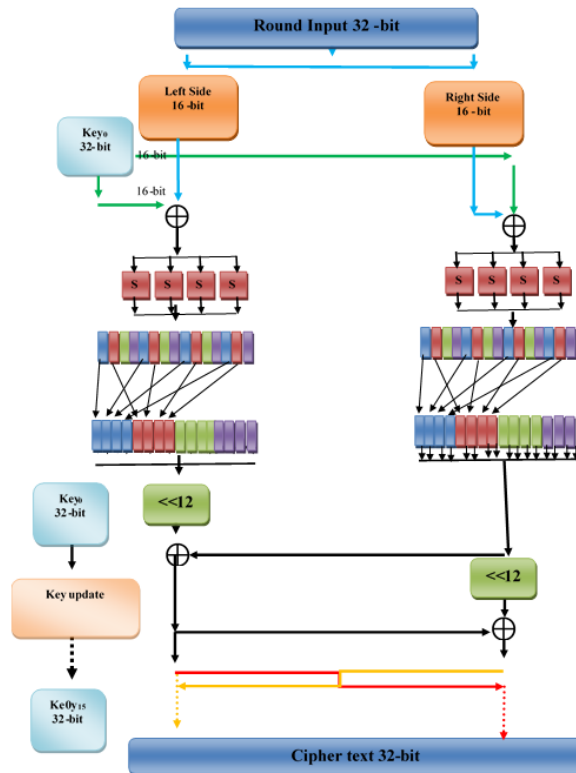 Round Input 32 -bit
Left Side
16 -bit
Right Side
16 - bit
Key₀
32- bit
16 -bit
16 -bit
S S S S
S S S S
<<12
Key₀
32-bit
<<12
Key update
Ke0y₁₅
32-bit
Cipher text 32-bit